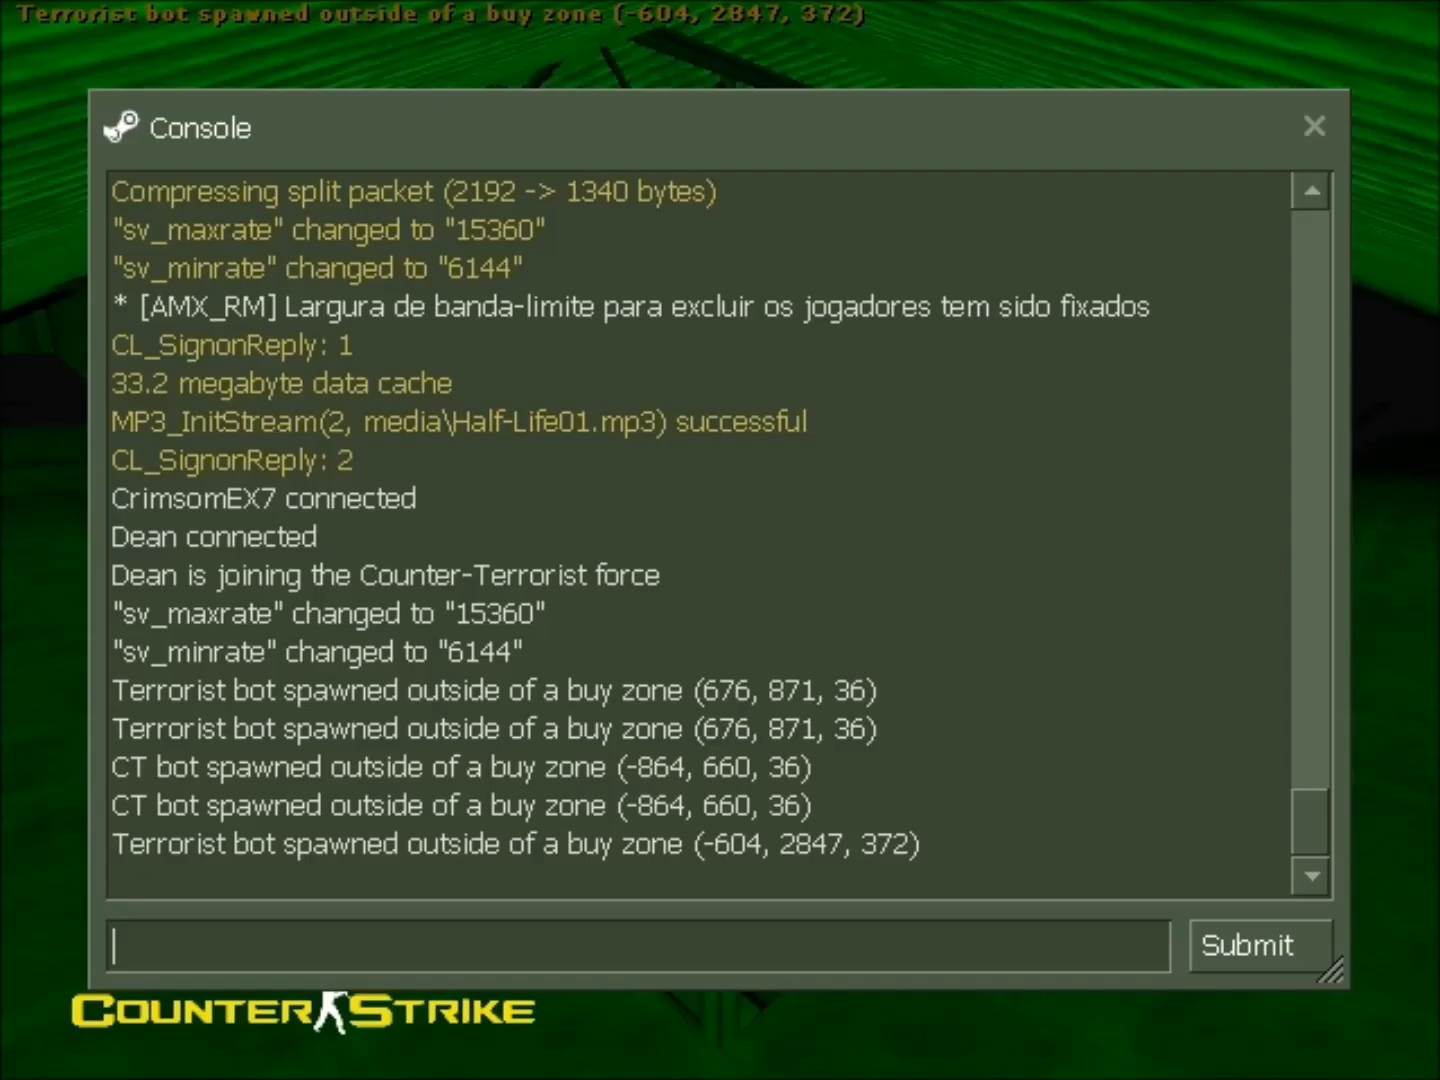 Terrorist bot spawned outside of a buy zone (-604, 2847, 372)
Console
Compressing split packet (2192 -> 1340 bytes)
"sv_maxrate" changed to "15360"
"sv_minrate" changed to "6144"
* [AMX_RM] Largura de banda-limite para excluir os jogadores tem sido fixados
CL_SignonReply: 1
33.2 megabyte data cache
MP3_InitStream(2, media\Half-Life01.mp3) successful
CL_SignonReply: 2
CrimsomEX7 connected
Dean connected
Dean is joining the Counter-Terrorist force
"sv_maxrate" changed to "15360"
"sv_minrate" changed to "6144"
Terrorist bot spawned outside of a buy zone (676, 871, 36)
Terrorist bot spawned outside of a buy zone (676, 871, 36)
CT bot spawned outside of a buy zone (-864, 660, 36)
CT bot spawned outside of a buy zone (-864, 660, 36)
Terrorist bot spawned outside of a buy zone (-604, 2847, 372)
Submit
COUNTER STRIKE